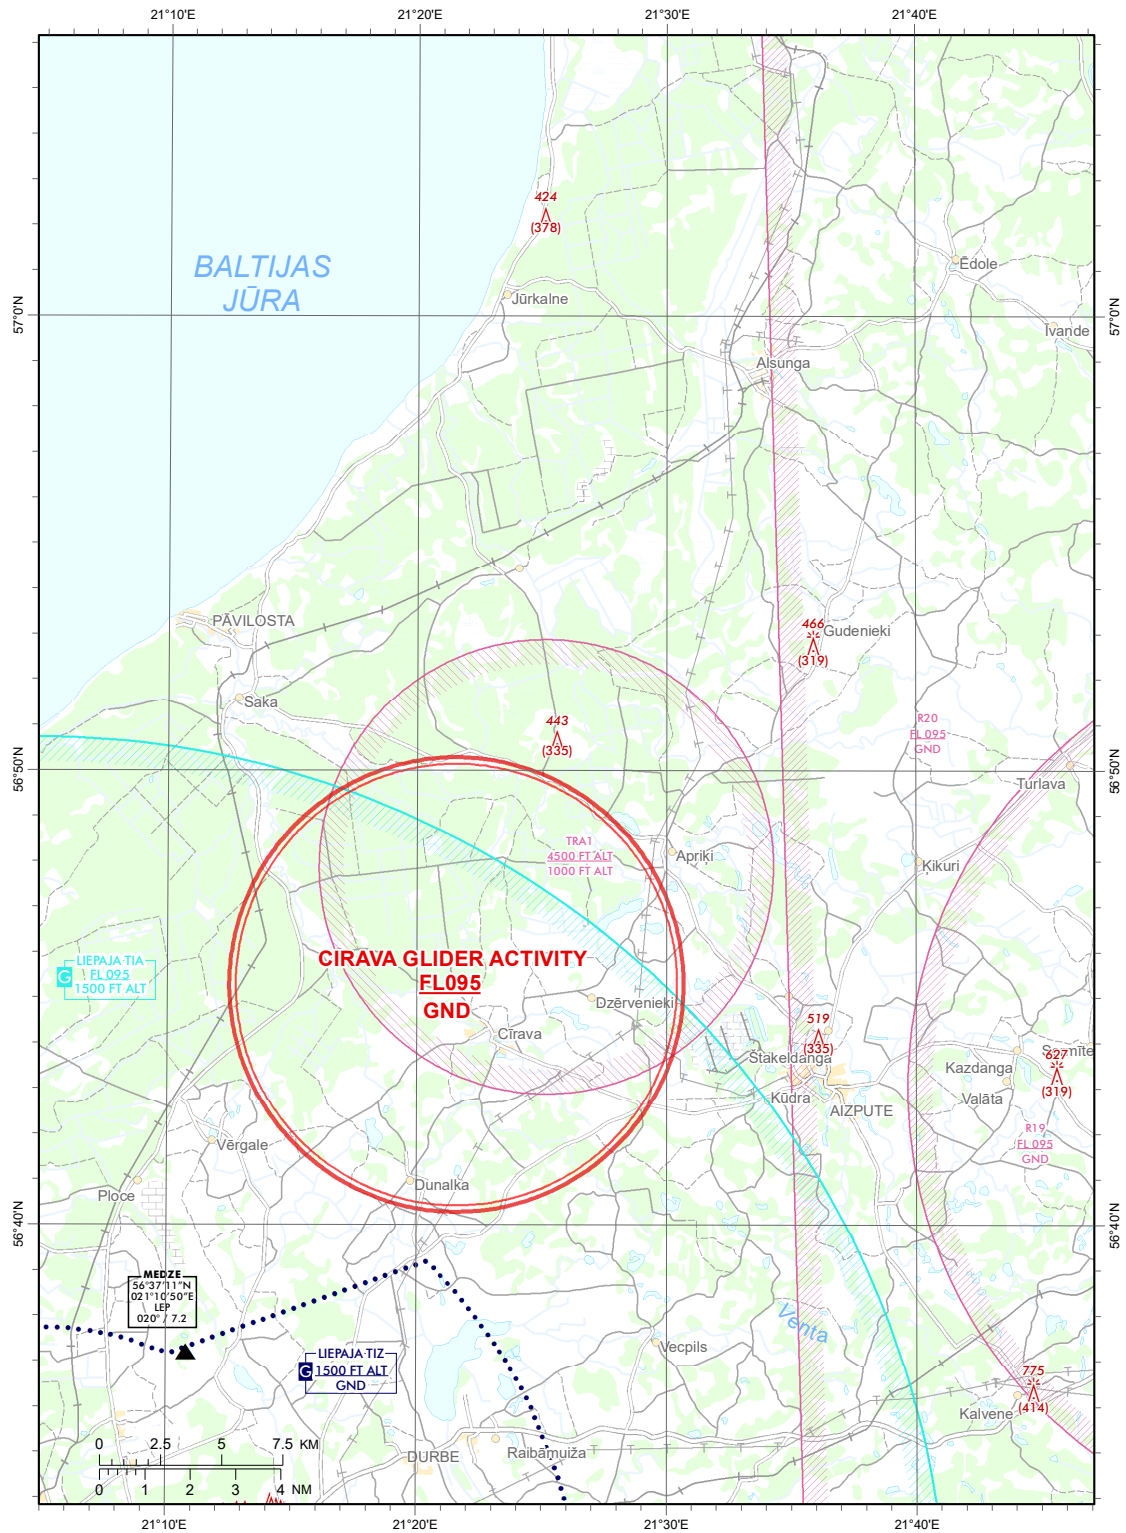 21°10'E
21°20'E
21°30'E
21°40'E
424
(378)
BALTIJAS
JŪRA
Ēdole
Jūrkalne
57°0'N
57°0'N
Īvande
Alsunga
PĀVILOSTA
466
Gudenieki
(319)
Saka
443
(335)
R20
FL 095
GND
56°50'N
56°50'N
Turlava
TRA1
4500 FT ALT
1000 FT ALT
Apriķi
Ķikuri
CIRAVA GLIDER ACTIVITY
FL095
GND
G
LIEPAJA TIA
FL 095
1500 FT ALT
Dzērvenieki
Cīrava
519
(335)
Štakeldanga
Kūdra
AIZPUTE
627
(319)
Kazdanga
Valāta
R19
FL 095
GND
Vērgale
Dunalka
Ploce
56°40'N
56°40'N
MEDZE
56°37'11"N
021°10'50"E
LEP
020° / 7.2
Venta
Vecpils
G
LIEPAJA TIZ
1500 FT ALT
GND
775
(414)
Kalvene
0 2.5 5 7.5 KM
0 1 2 3 4 NM
DURBE
Raibāmuiža
21°10'E
21°20'E
21°30'E
21°40'E